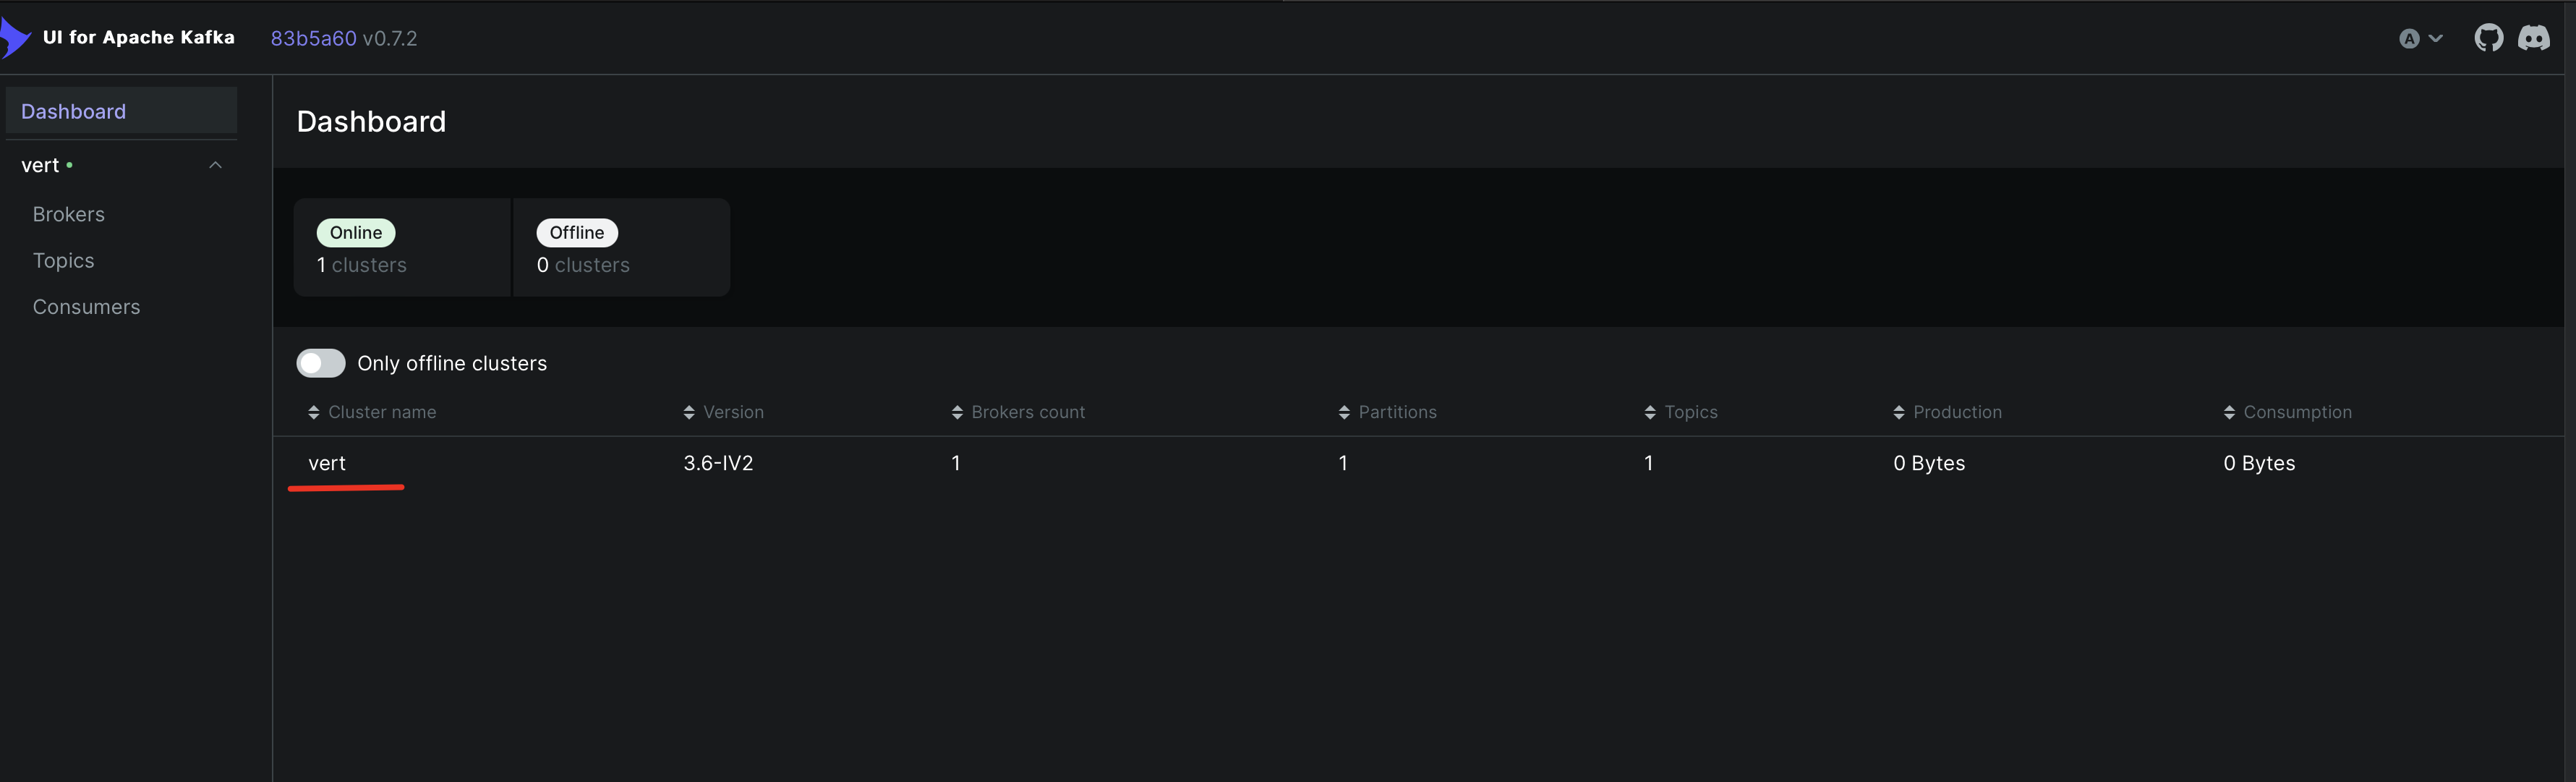 UI for Apache Kafka 83b5a60 v0.7.2 A
Dashboard
vert
Brokers
Topics
Consumers
Dashboard
Online Offline
1 clusters 0 clusters
Only offline clusters
Cluster name Version Brokers count Partitions Topics Production Consumption
vert 3.6-IV2 1 1 1 0 Bytes 0 Bytes